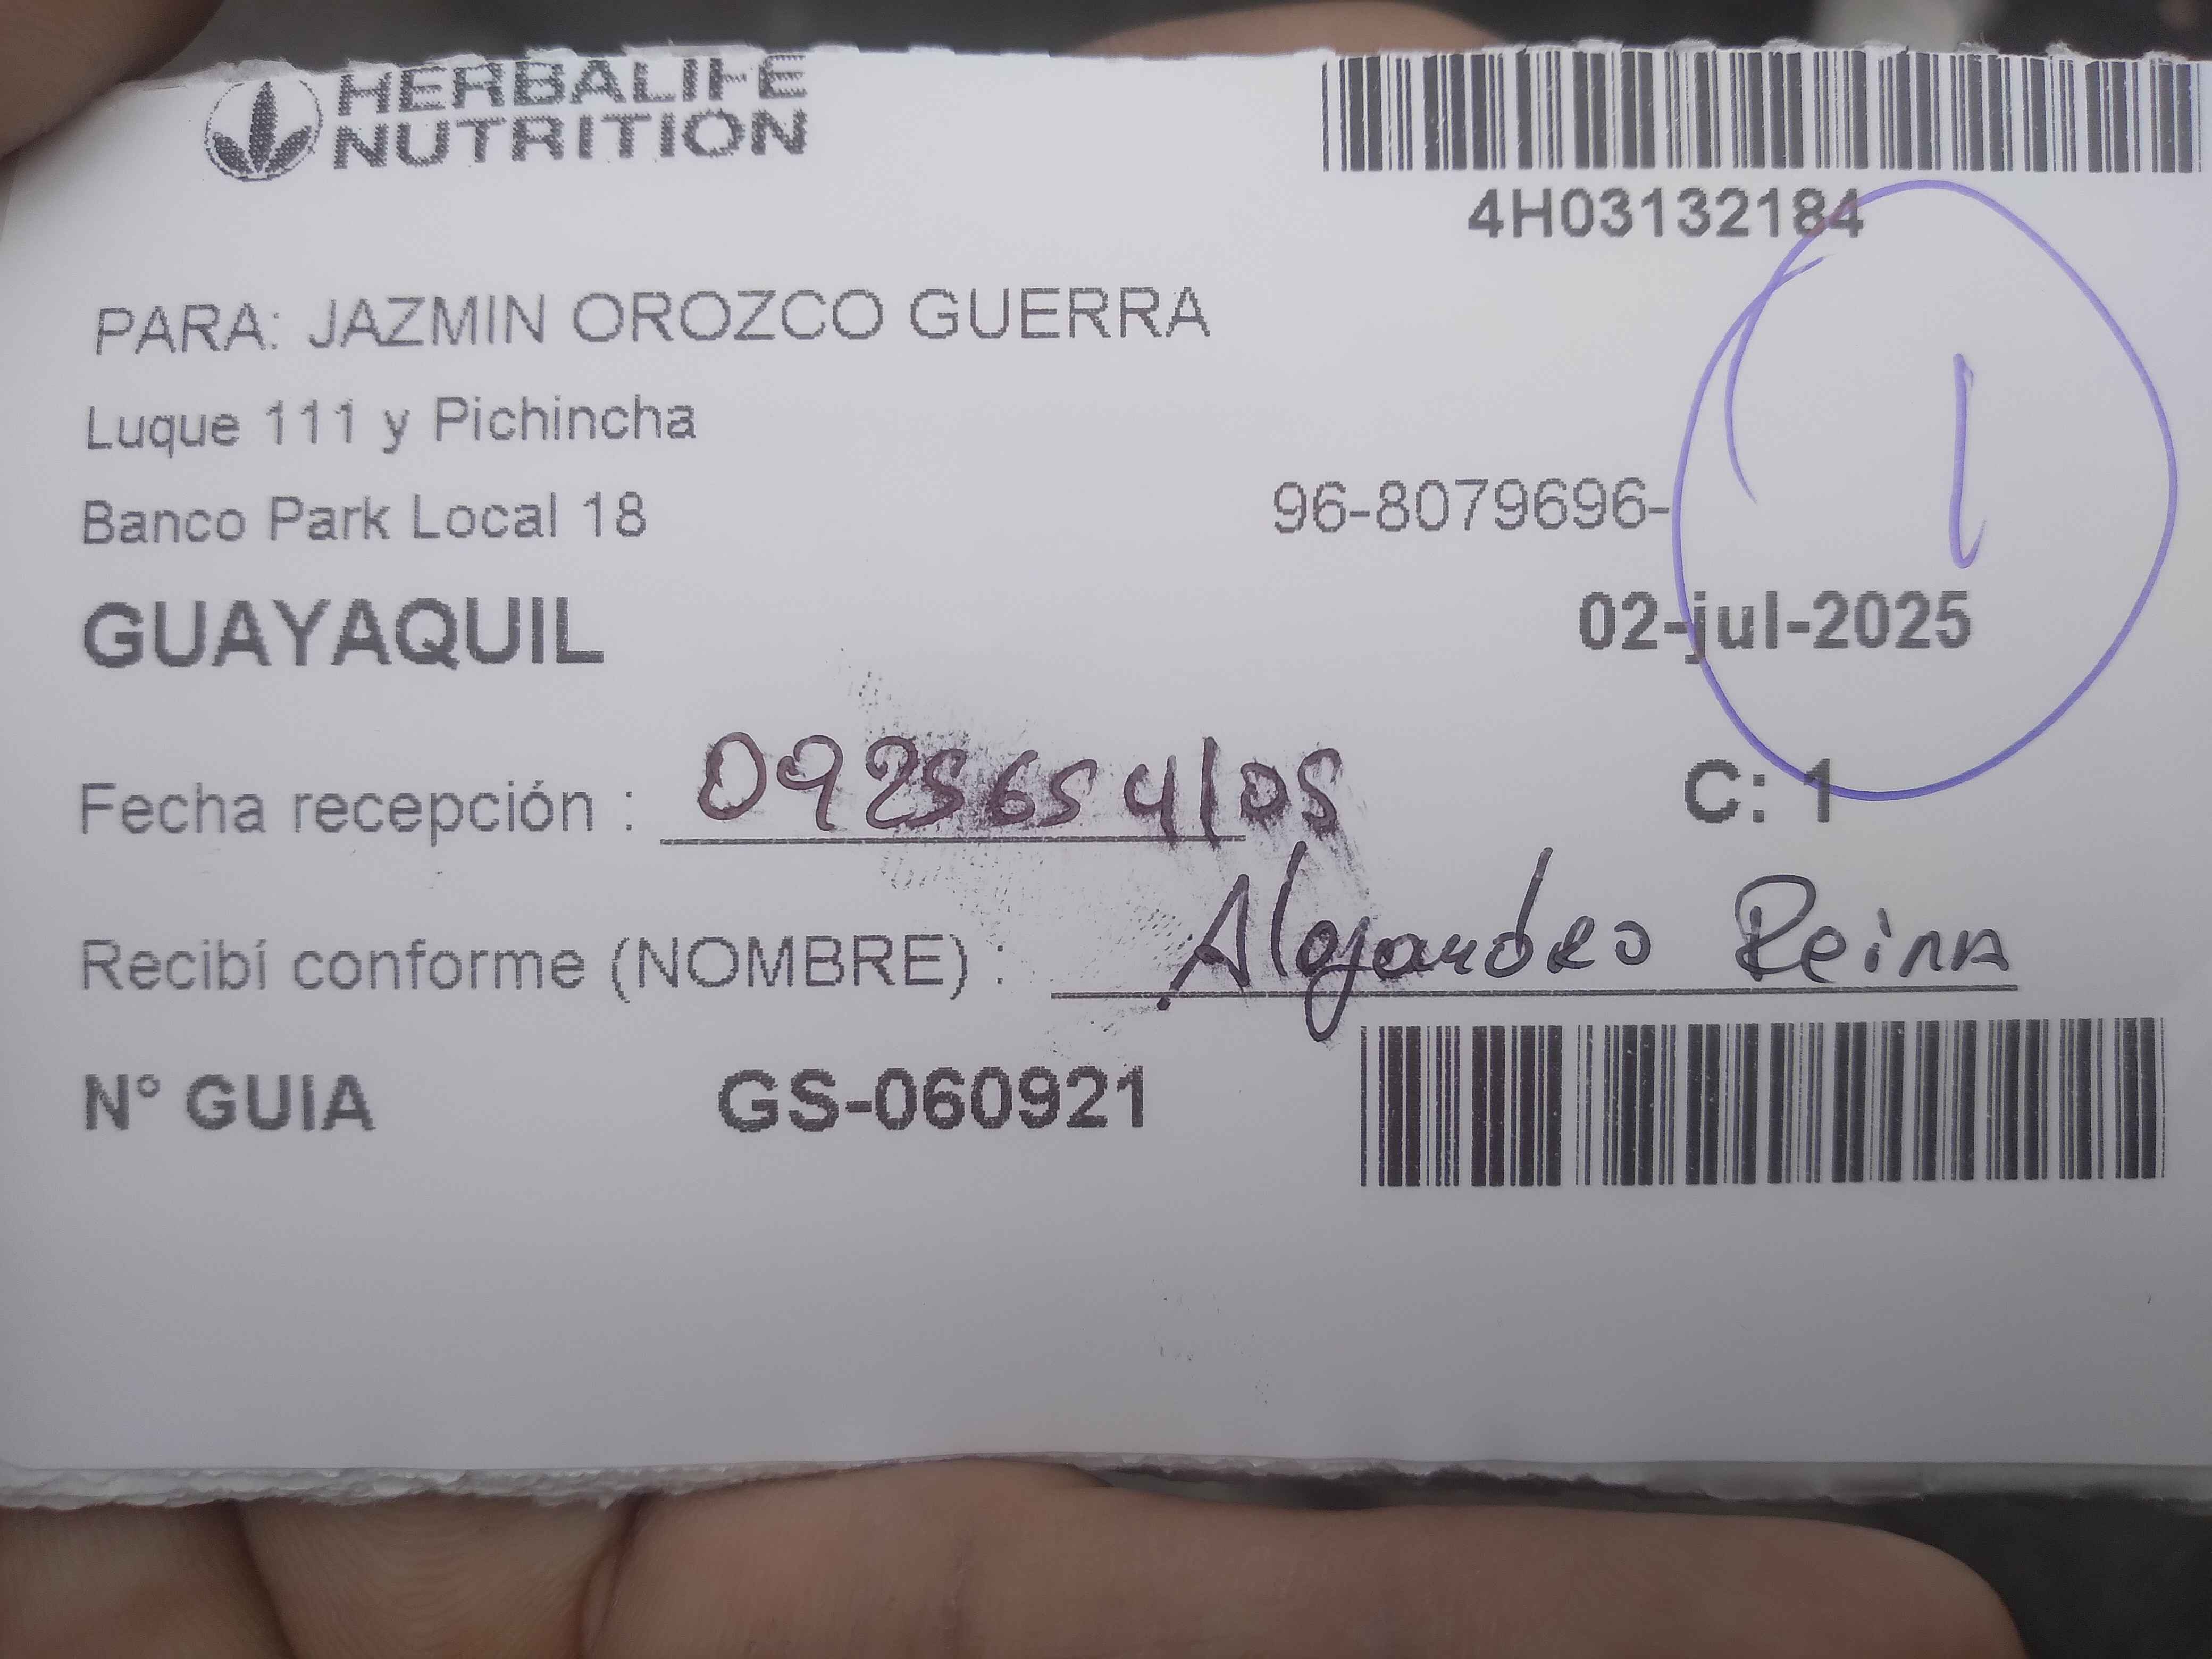 HERBALIFE
NUTRITION
4H03132184
PARA: JAZMIN OROZCO GUERRA
Luque 111 y Pichincha
Banco Park Local 18
96-8079696-
1
GUAYAQUIL
02-jul-2025
Fecha recepción : 0925654105
C: 1
Recibí conforme (NOMBRE) : Alejandro Reina
N° GUIA GS-060921